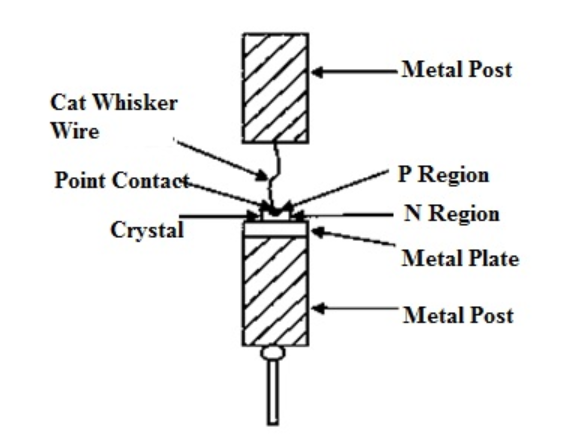 Metal Post
Cat Whisker
Wire
Point Contact
P Region
N Region
Crystal
Metal Plate
Metal Post